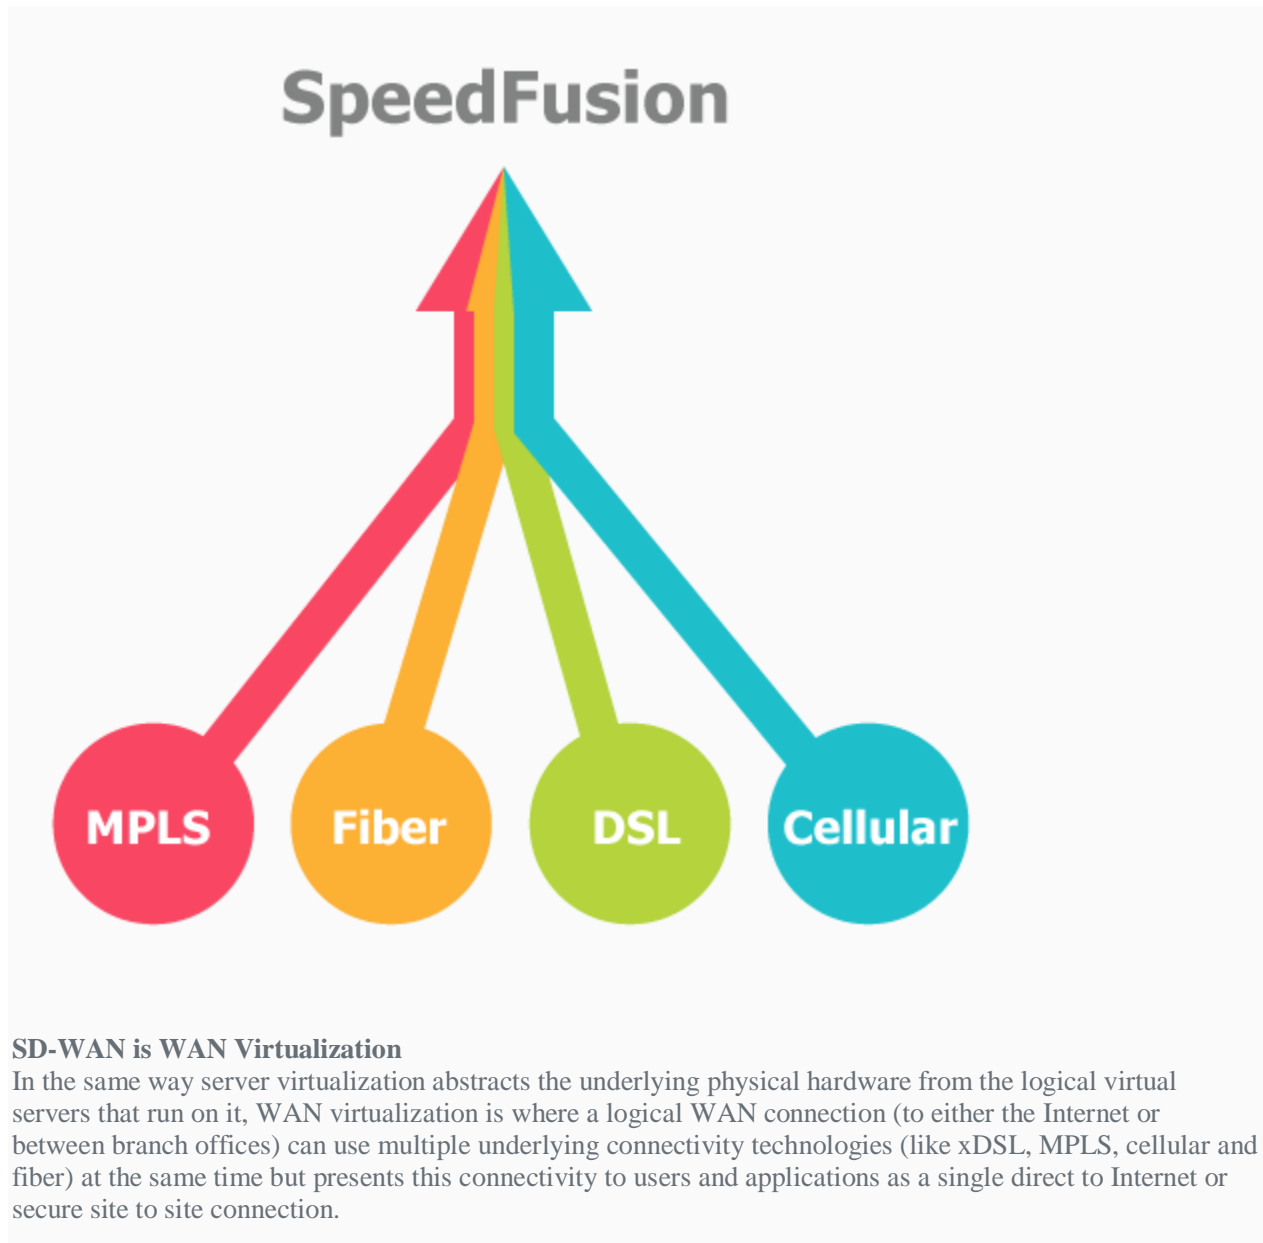 SpeedFusion
MPLS
Fiber
DSL
Cellular
SD-WAN is WAN Virtualization
In the same way server virtualization abstracts the underlying physical hardware from the logical virtual
servers that run on it, WAN virtualization is where a logical WAN connection (to either the Internet or
between branch offices) can use multiple underlying connectivity technologies (like xDSL, MPLS, cellular and
fiber) at the same time but presents this connectivity to users and applications as a single direct to Internet or
secure site to site connection.